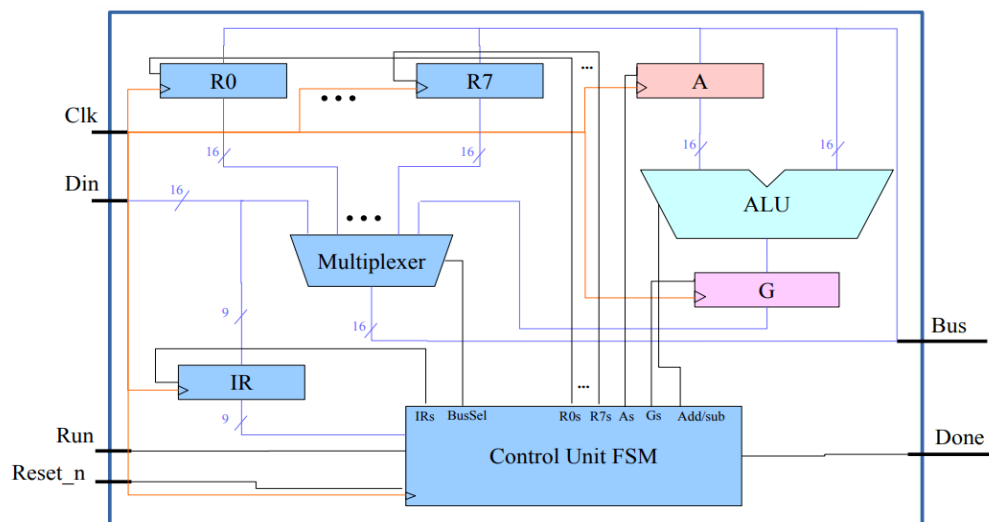 R0
R7
...
A
Clk
16
16
16
16
Din
16
ALU
Multiplexer
G
9
16
Bus
IR
...
9
IRs BusSel R0s R7s As Gs Add/sub
Run
Done
Control Unit FSM
Reset_n